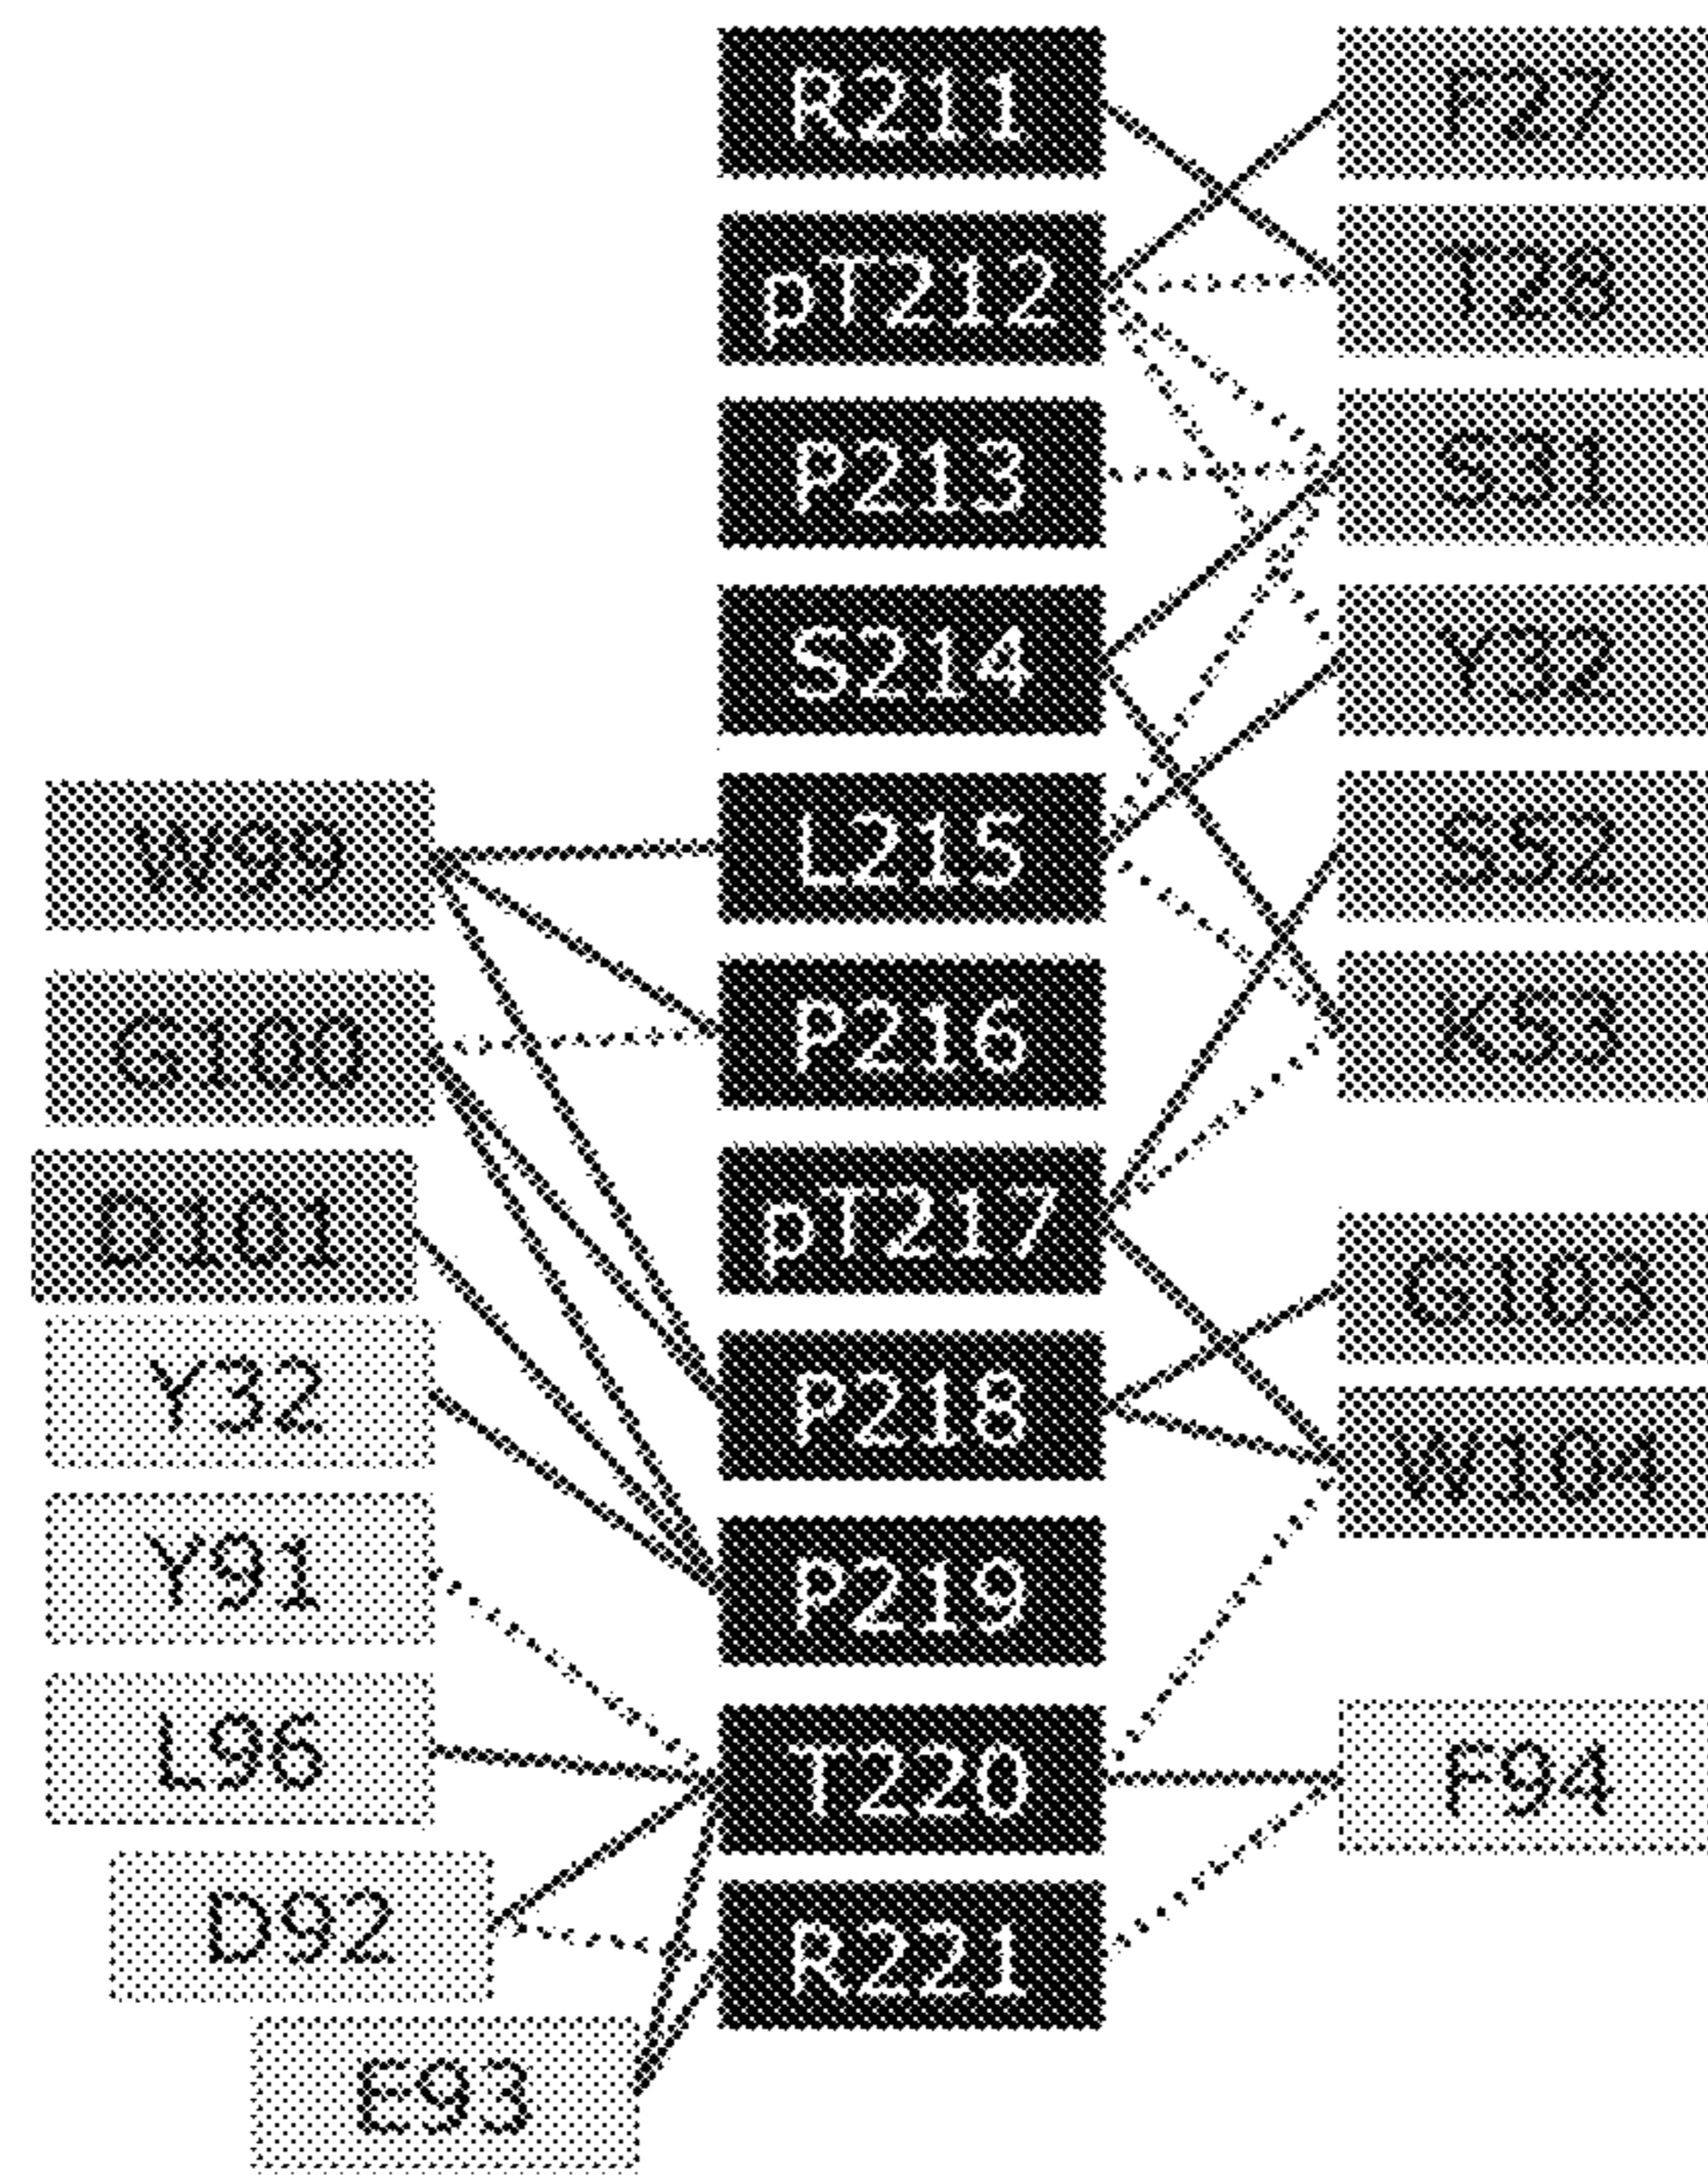 R211
pT212
P213
S214
L215
P216
pT217
P218
P219
T220
R221
W99
G100
D101
Y32
Y91
L96
D92
E93
F27
T28
S31
Y32
S52
K53
G103
W104
F94